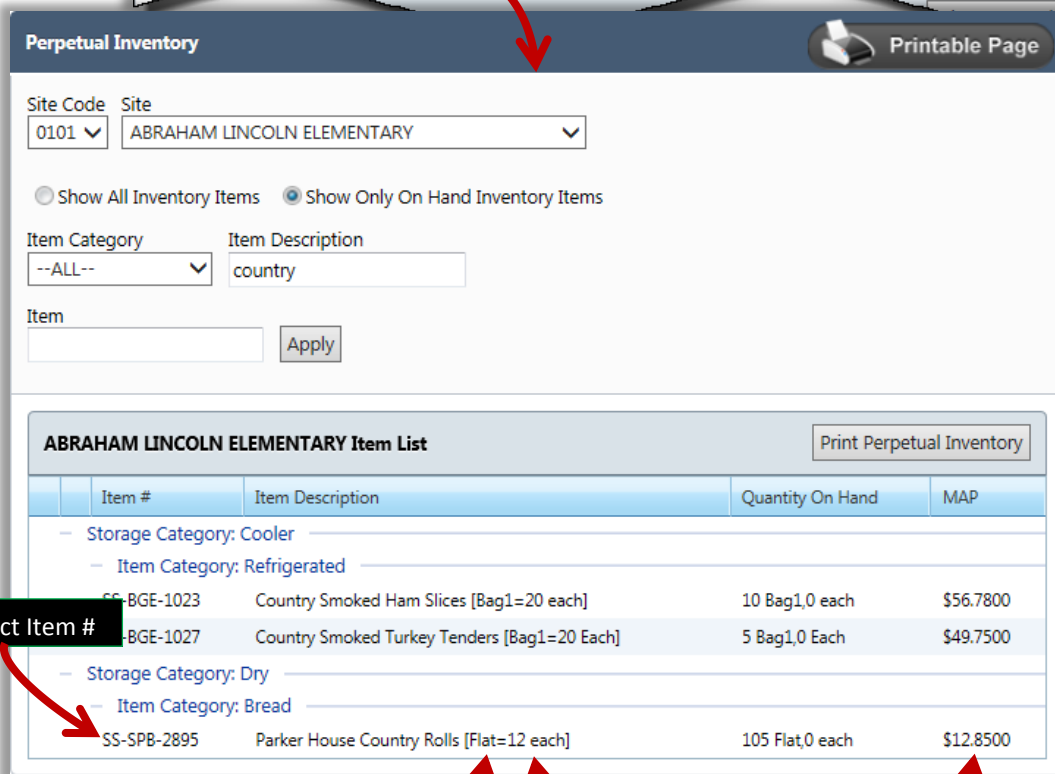 Perpetual Inventory
Printable Page
Site Code Site
0101 ABRAHAM LINCOLN ELEMENTARY
Show All Inventory Items Show Only On Hand Inventory Items
Item Category Item Description
--ALL-- country
Item
Apply
ABRAHAM LINCOLN ELEMENTARY Item List Print Perpetual Inventory
Item # Item Description Quantity On Hand MAP
Storage Category: Cooler
Item Category: Refrigerated
SS-BGE-1023 Country Smoked Ham Slices [Bag1=20 each] 10 Bag1,0 each $56.7800
ct Item # -BGE-1027 Country Smoked Turkey Tenders [Bag1=20 Each] 5 Bag1,0 Each $49.7500
Storage Category: Dry
Item Category: Bread
SS-SPB-2895 Parker House Country Rolls [Flat=12 each] 105 Flat,0 each $12.8500